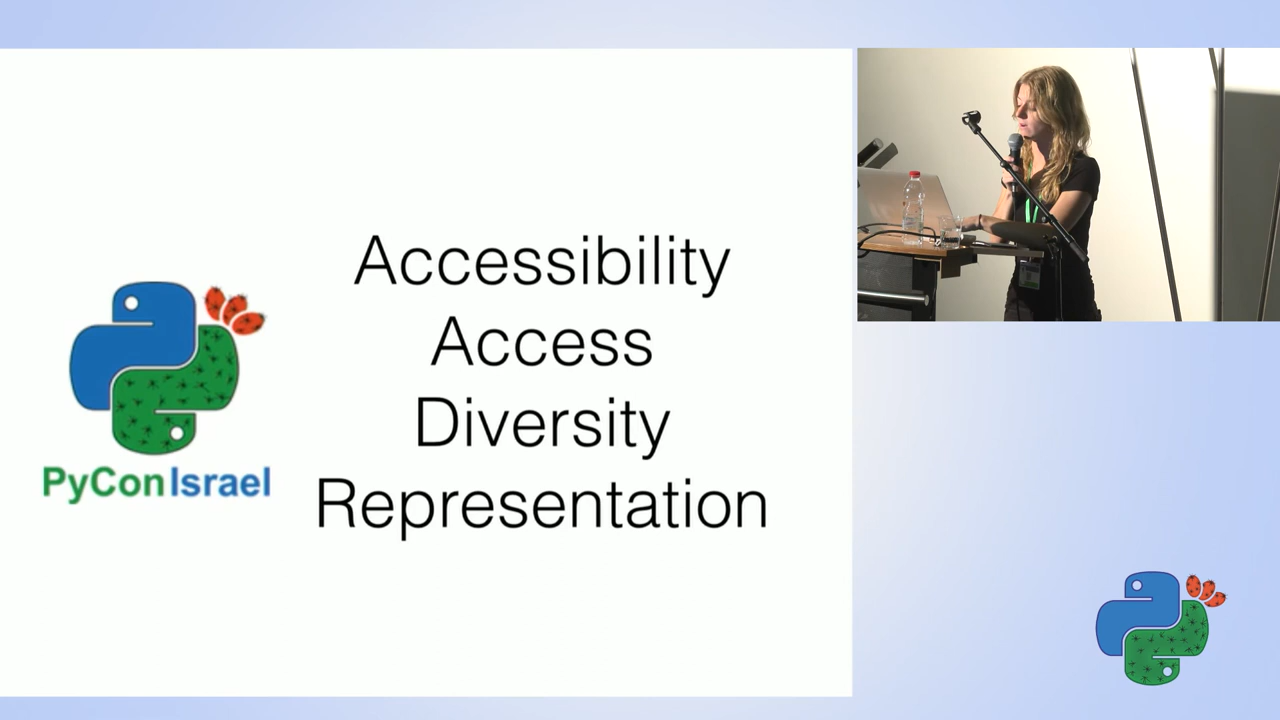 Accessibility
Access
Diversity
Representation
PyConIsrael